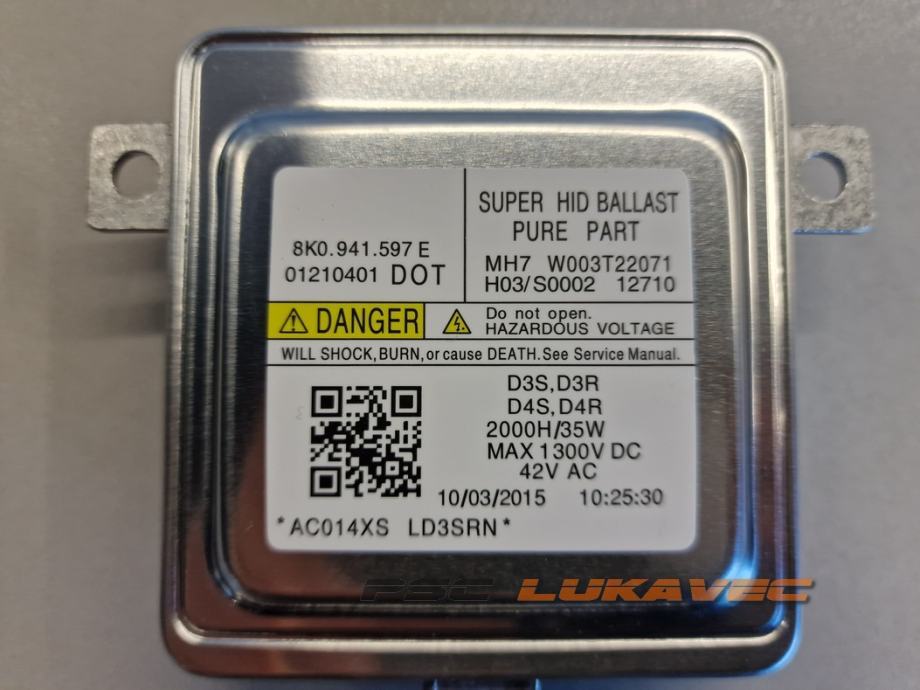 8K0.941.597 E
01210401 DOT
SUPER HID BALLAST
PURE PART
MH7 W003T22071
H03/S0002 12710
DANGER
Do not open.
HAZARDOUS VOLTAGE
WILL SHOCK, BURN, or cause DEATH. See Service Manual.
D3S, D3R
D4S, D4R
2000H/35W
MAX 1300V DC
42V AC
10/03/2015 10:25:30
*AC014XS LD3SRN*
PSC LUKAVEC